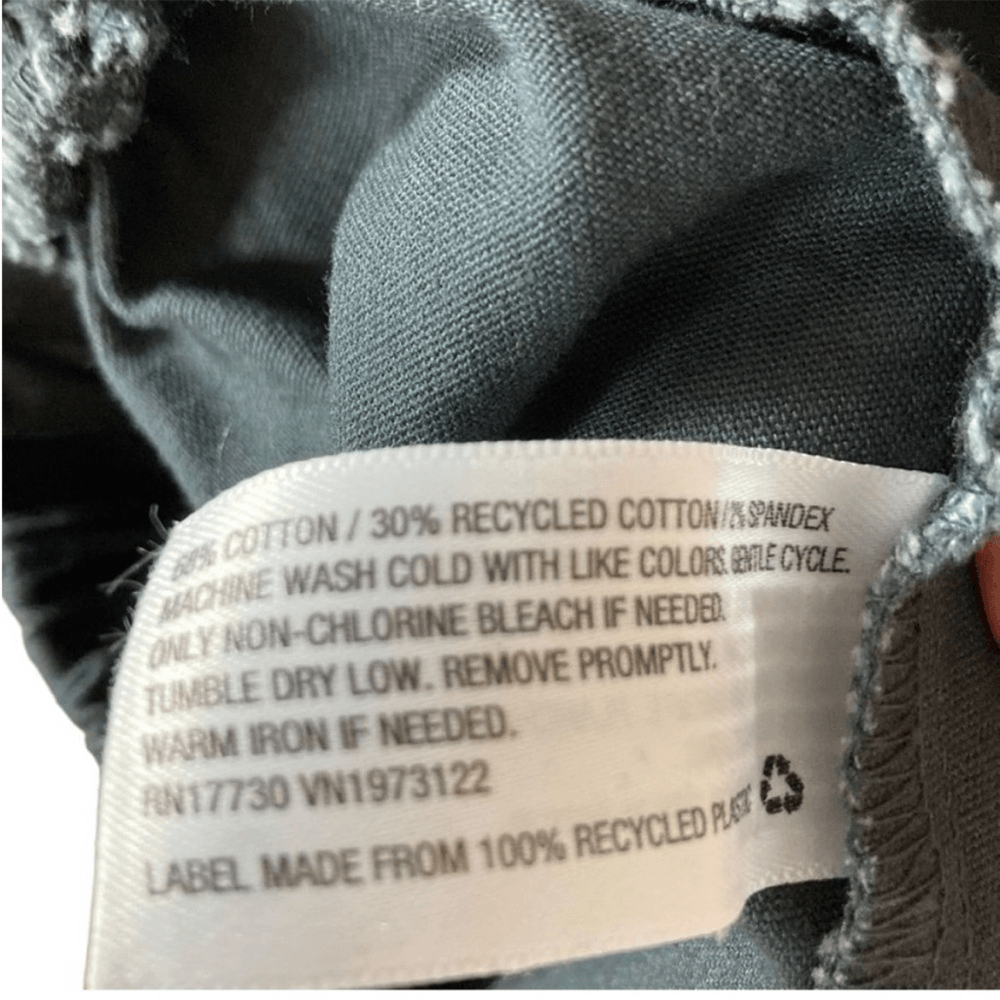 COTTON / 30% RECYCLED COTTON / 2% SPANDEX
MACHINE WASH COLD WITH LIKE COLORS. GENTLE CYCLE.
ONLY NON-CHLORINE BLEACH IF NEEDED.
TUMBLE DRY LOW. REMOVE PROMPTLY.
WARM IRON IF NEEDED.
RN17730 VN1973122
LABEL MADE FROM 100% RECYCLED PLASTIC